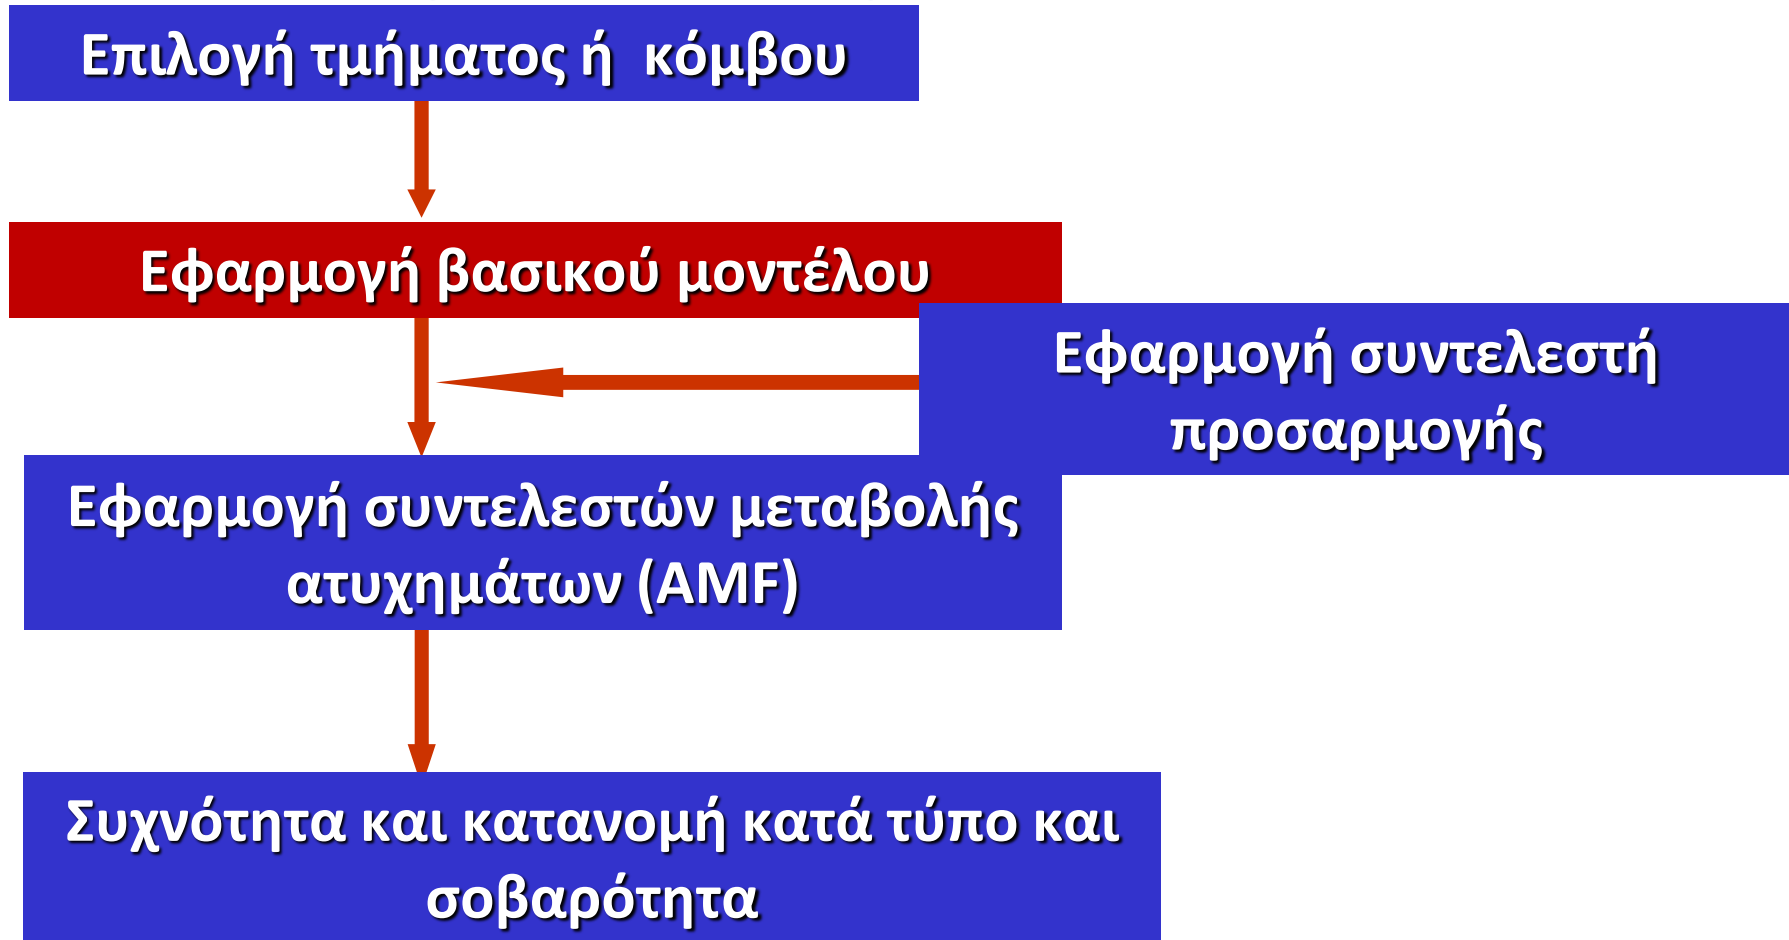 Επιλογή τμήματος ή κόμβου
Εφαρμογή βασικού μοντέλου
Εφαρμογή συντελεστή
προσαρμογής
Εφαρμογή συντελεστών μεταβολής
ατυχημάτων (AMF)
Συχνότητα και κατανομή κατά τύπο και
σοβαρότητα